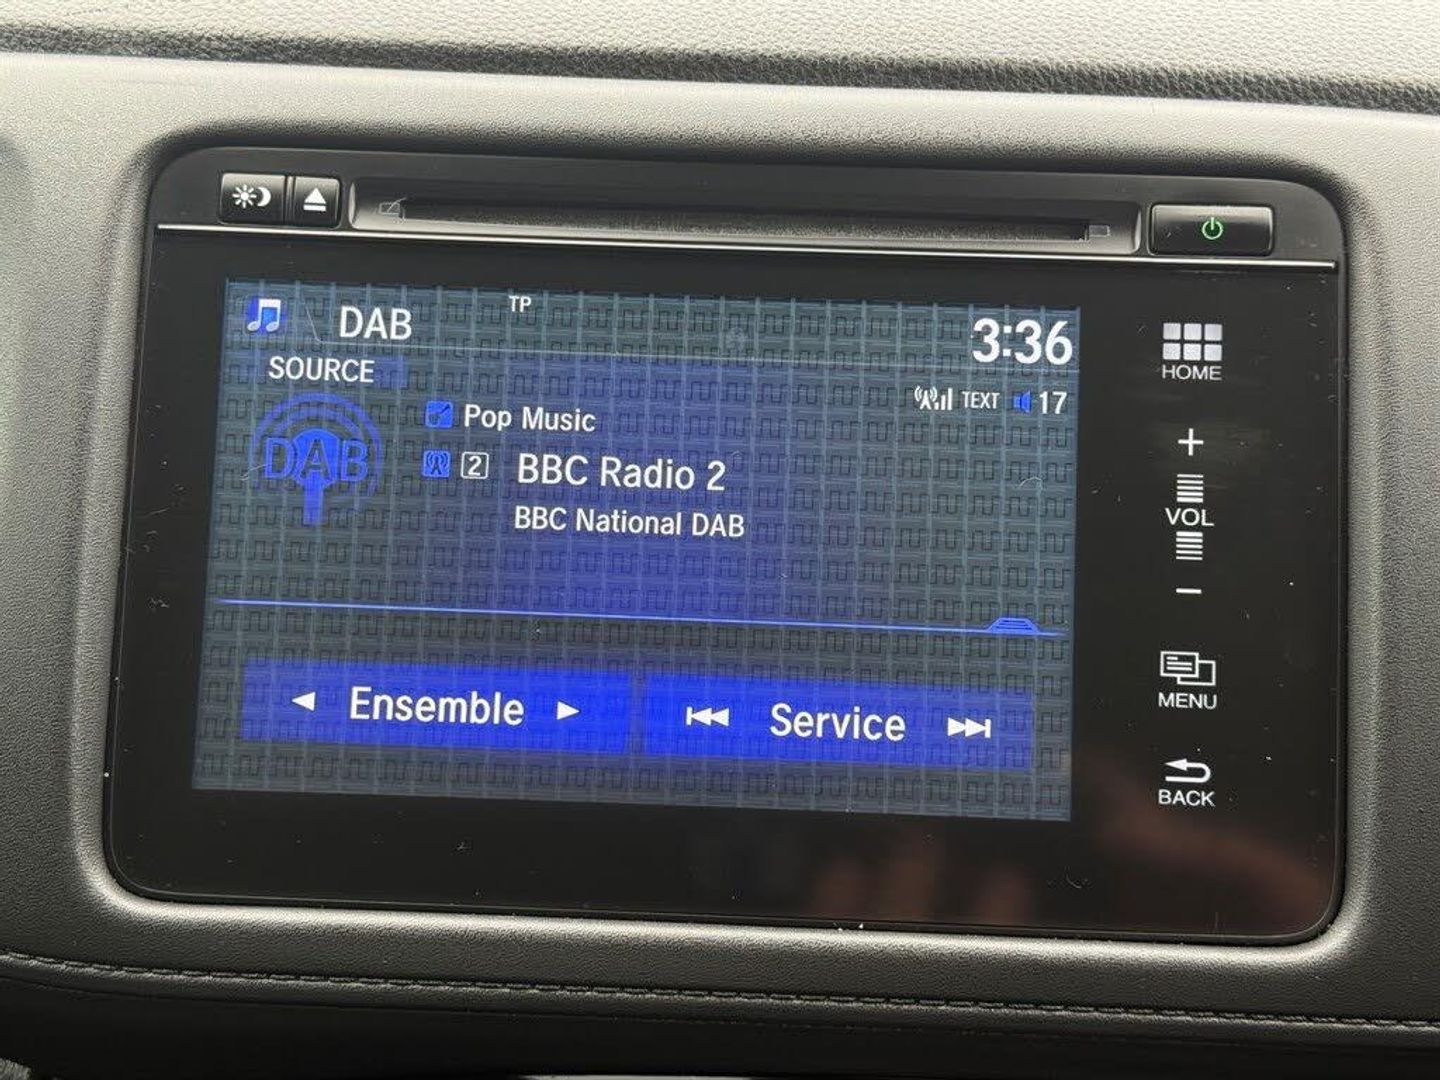 DAB
TP
3:36
SOURCE
TEXT 17
HOME
DAB
Pop Music
2 BBC Radio 2
BBC National DAB
VOL
Ensemble
Service
MENU
BACK